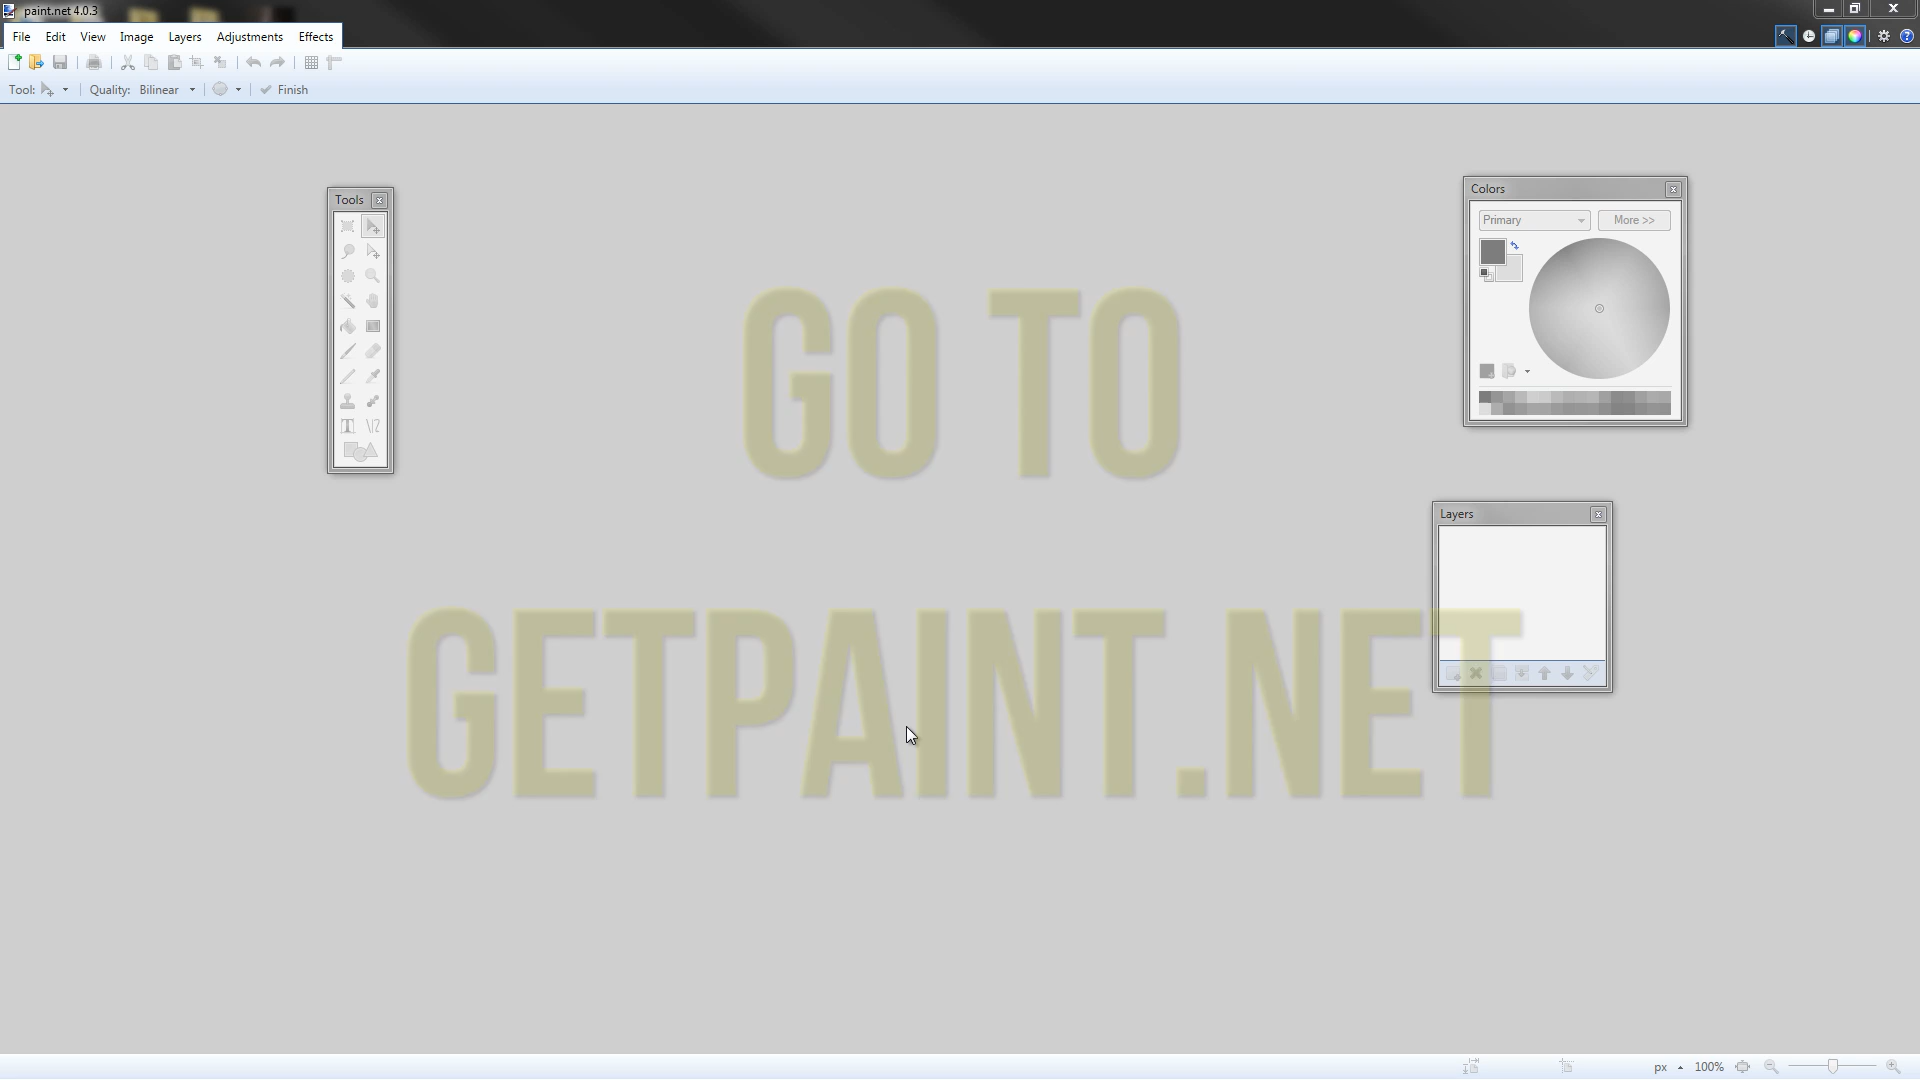 paint.net 4.0.3
File Edit View Image Layers Adjustments Effects
Tool: Quality: Bilinear Finish
Tools
Colors
Primary More >>
GO TO
Layers
GETPAINT.NET
px 100%